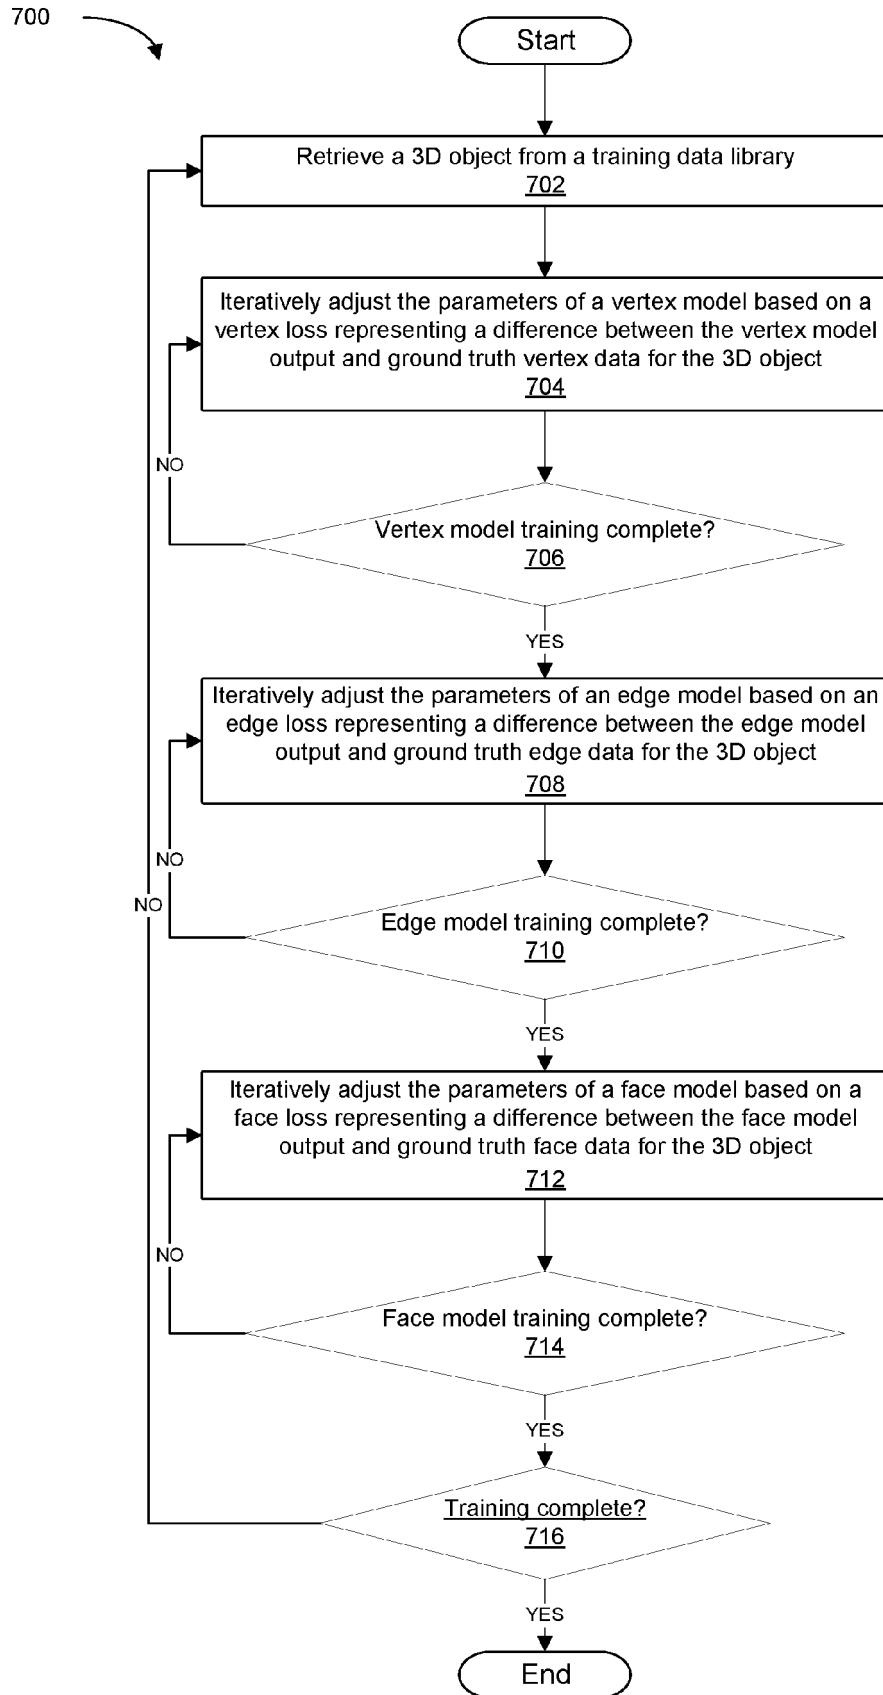 700
Start
Retrieve a 3D object from a training data library
702
Iteratively adjust the parameters of a vertex model based on a
vertex loss representing a difference between the vertex model
output and ground truth vertex data for the 3D object
704
NO
Vertex model training complete?
706
YES
Iteratively adjust the parameters of an edge model based on an
edge loss representing a difference between the edge model
output and ground truth edge data for the 3D object
708
NO
NO
Edge model training complete?
710
YES
Iteratively adjust the parameters of a face model based on a
face loss representing a difference between the face model
output and ground truth face data for the 3D object
712
NO
Face model training complete?
714
YES
Training complete?
716
YES
End